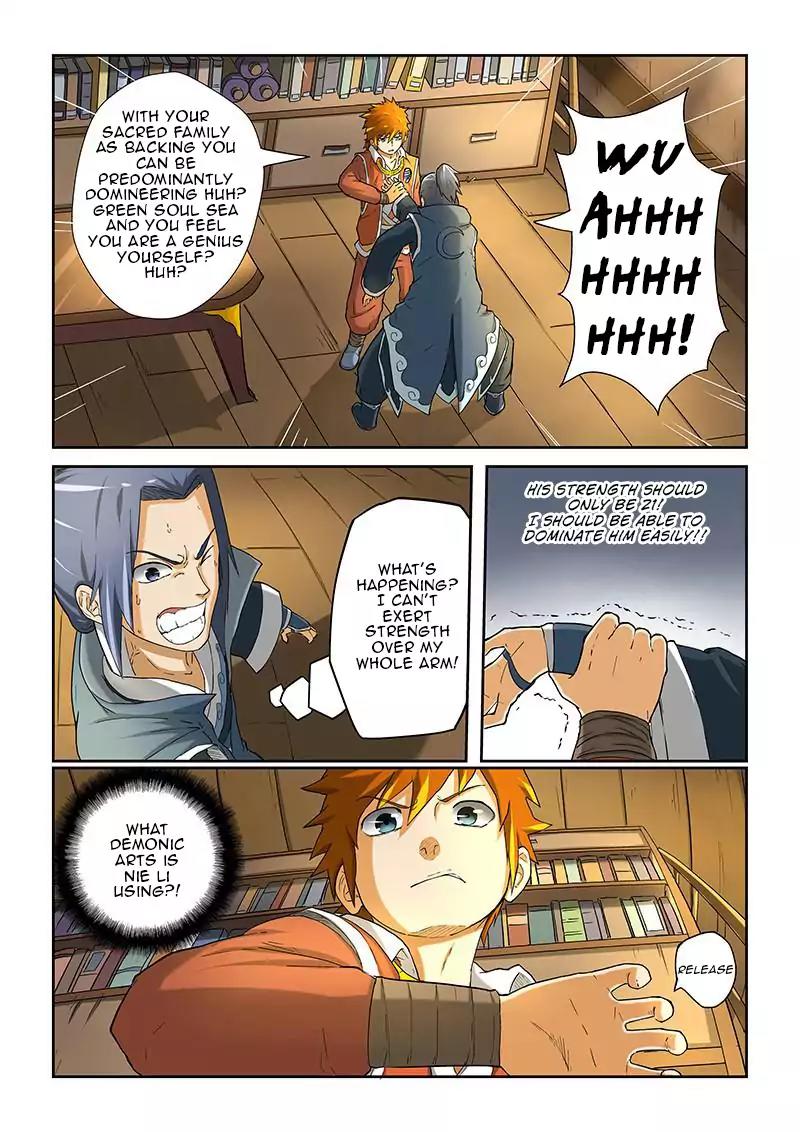 WITH YOUR
SACRED FAMILY
AS BACKING YOU
CAN BE
PREDOMINANTLY
DOMINEERING HUH?
GREEN SOUL SEA
AND YOU FEEL
YOU ARE A GENIUS
YOURSELF?
HUH?
WU
AHHH
HHHH
HHH!
WHAT'S
HAPPENING?
I CAN'T
EXERT
STRENGTH
OVER MY
WHOLE ARM!
HIS STRENGTH SHOULD
ONLY BE 21!
I SHOULD BE ABLE TO
DOMINATE HIM EASILY!!
WHAT
DEMONIC
ARTS IS
NIE LI
USING?!
RELEASE